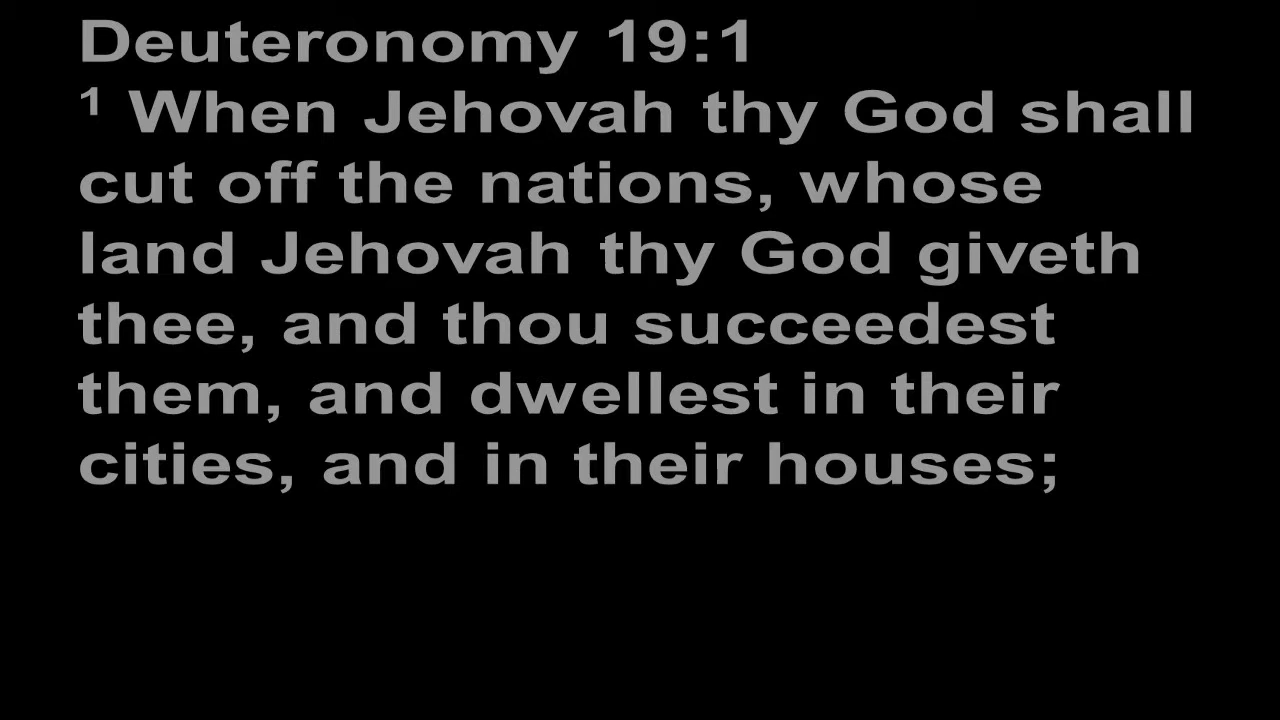 Deuteronomy 19:1
¹ When Jehovah thy God shall
cut off the nations, whose
land Jehovah thy God giveth
thee, and thou succeedest
them, and dwellest in their
cities, and in their houses;